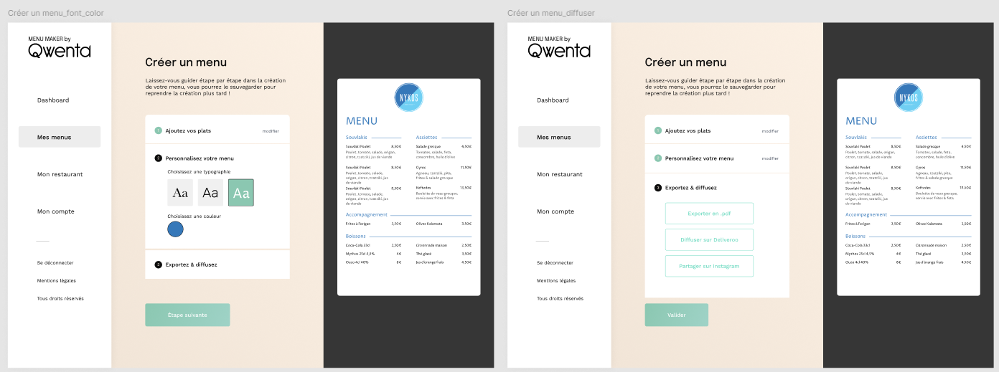 Créer un menu_font_color
MENU MAKER by
Qwenta
Dashboard
Mes menus
Mon restaurant
Mon compte
Se déconnecter
Mentions légales
Tous droits réservés
Créer un menu
Laissez-vous guider étape par étape dans la création
de votre menu, vous pourrez le sauvegarder pour
reprendre la création plus tard !
1 Ajoutez vos plats modifier
2 Personnalisez votre menu
Choisissez une typographie
Aa Aa Aa
Choisissez une couleur
3 Exportez & diffusez
Étape suivante
NYKOS
MENU
Souvlakis
Souvlaki Poulet 8,50€
Poulet, tomate, salade, origan,
citron, tzatziki, jus de viande
Souvlaki Poulet 8,50€
Poulet, tomate, salade,
origan, citron, tzatziki, jus
de viande
Souvlaki Poulet 8,50€
Poulet, tomate, salade,
origan, citron, tzatziki, jus
de viande
Assiettes
Salade grecque 4,50€
Tomates, salade, feta,
concombre, huile d'olive
Gyros 11,50€
Agneau, tzatziki, pita,
frites & salade grecque
Keftedes 13,50€
Boulette de veau grecque,
servie avec frites & feta
Accompagnement
Frites à l'origan 3,50€
Olives Kalamata 3,50€
Boissons
Coca-Cola 33cl 2,50€
Mythos 25cl 4,5% 4€
Ouzo 4cl 40% 8€
Citronnade maison 2,50€
Thé glacé 3,50€
Jus d'orange frais 4,50€
Créer un menu_diffuser
MENU MAKER by
Qwenta
Dashboard
Mes menus
Mon restaurant
Mon compte
Se déconnecter
Mentions légales
Tous droits réservés
Créer un menu
Laissez-vous guider étape par étape dans la création
de votre menu, vous pourrez le sauvegarder pour
reprendre la création plus tard !
1 Ajoutez vos plats modifier
2 Personnalisez votre menu modifier
3 Exportez & diffusez
Exporter en .pdf
Diffuser sur Deliveroo
Partager sur Instagram
Valider
NYKOS
MENU
Souvlakis
Souvlaki Poulet 8,50€
Poulet, tomate, salade, origan,
citron, tzatziki, jus de viande
Souvlaki Poulet 8,50€
Poulet, tomate, salade,
origan, citron, tzatziki, jus
de viande
Souvlaki Poulet 8,50€
Poulet, tomate, salade,
origan, citron, tzatziki, jus
de viande
Assiettes
Salade grecque 4,50€
Tomates, salade, feta,
concombre, huile d'olive
Gyros 11,50€
Agneau, tzatziki, pita,
frites & salade grecque
Keftedes 13,50€
Boulette de veau grecque,
servie avec frites & feta
Accompagnement
Frites à l'origan 3,50€
Olives Kalamata 3,50€
Boissons
Coca-Cola 33cl 2,50€
Mythos 25cl 4,5% 4€
Ouzo 4cl 40% 8€
Citronnade maison 2,50€
Thé glacé 3,50€
Jus d'orange frais 4,50€